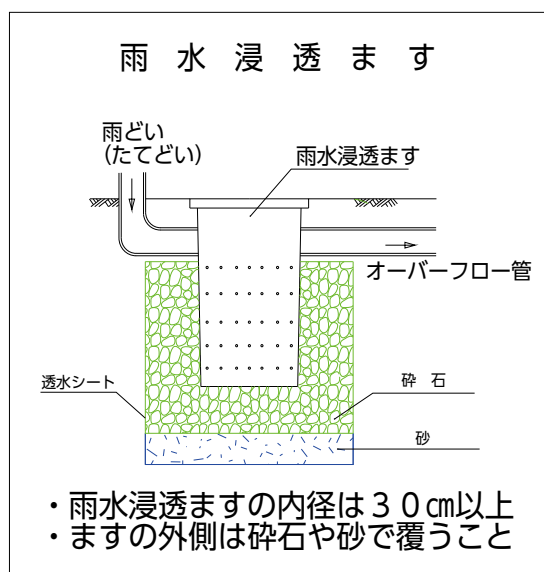 雨水浸透ます
雨どい
(たてどい)
雨水浸透ます
オーバーフロー管
透水シート
砕 石
砂
・雨水浸透ますの内径は３０㎝以上
・ますの外側は砕石や砂で覆うこと